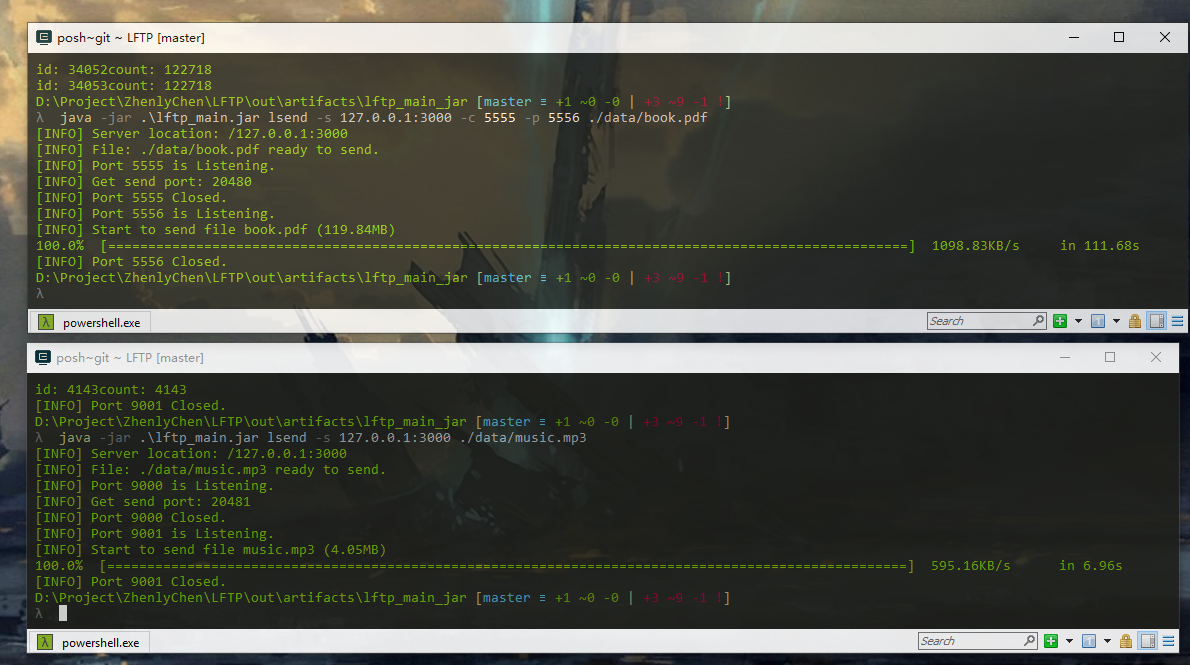 posh~git ~ LFTP [master]
id: 34052count: 122718
id: 34053count: 122718
D:\Project\ZhenlyChen\LFTP\out\artifacts\lftp_main_jar [master ≡ +1 ~0 -0 | +3 ~9 -1 !]
λ java -jar .\lftp_main.jar lsend -s 127.0.0.1:3000 -c 5555 -p 5556 ./data/book.pdf
[INFO] Server location: /127.0.0.1:3000
[INFO] File: ./data/book.pdf ready to send.
[INFO] Port 5555 is Listening.
[INFO] Get send port: 20480
[INFO] Port 5555 Closed.
[INFO] Port 5556 is Listening.
[INFO] Start to send file book.pdf (119.84MB)
100.0% [====================================================================================================] 1098.83KB/s in 111.68s
[INFO] Port 5556 Closed.
D:\Project\ZhenlyChen\LFTP\out\artifacts\lftp_main_jar [master ≡ +1 ~0 -0 | +3 ~9 -1 !]
λ
λ powershell.exe Search
posh~git ~ LFTP [master]
id: 4143count: 4143
[INFO] Port 9001 Closed.
D:\Project\ZhenlyChen\LFTP\out\artifacts\lftp_main_jar [master ≡ +1 ~0 -0 | +3 ~9 -1 !]
λ java -jar .\lftp_main.jar lsend -s 127.0.0.1:3000 ./data/music.mp3
[INFO] Server location: /127.0.0.1:3000
[INFO] File: ./data/music.mp3 ready to send.
[INFO] Port 9000 is Listening.
[INFO] Get send port: 20481
[INFO] Port 9000 Closed.
[INFO] Port 9001 is Listening.
[INFO] Start to send file music.mp3 (4.05MB)
100.0% [====================================================================================================] 595.16KB/s in 6.96s
[INFO] Port 9001 Closed.
D:\Project\ZhenlyChen\LFTP\out\artifacts\lftp_main_jar [master ≡ +1 ~0 -0 | +3 ~9 -1 !]
λ
λ powershell.exe Search